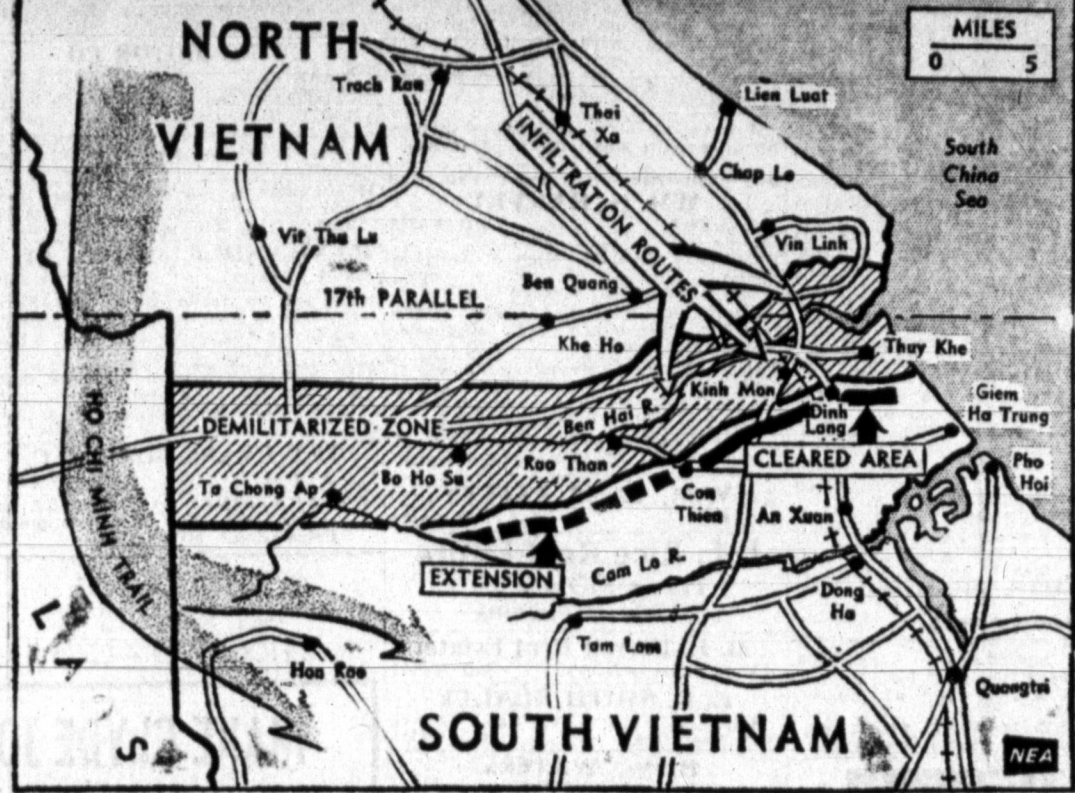 NORTH
VIETNAM
MILES
0 5
Trach Ran
Thai
Xa
Lien Luat
Chap Le
South
China
Sea
INFILTRATION ROUTES
Vit Thu Lu
Vin Linh
Ben Quang
17th PARALLEL
Khe Ho
Thuy Khe
Kinh Mon
Giem
Ha Trung
HO CHI MINH TRAIL
DEMILITARIZED ZONE
Ben Hai R.
Dinh
Lang
CLEARED AREA
Bo Ho Su
Rao Than
Pho
Hoi
Ta Chong Ap
Con
Thien
An Xuan
EXTENSION
Cam Lo R.
Dong
Ha
Tam Lam
Hoa Rao
Quangtri
L
S
SOUTH VIETNAM
NEA